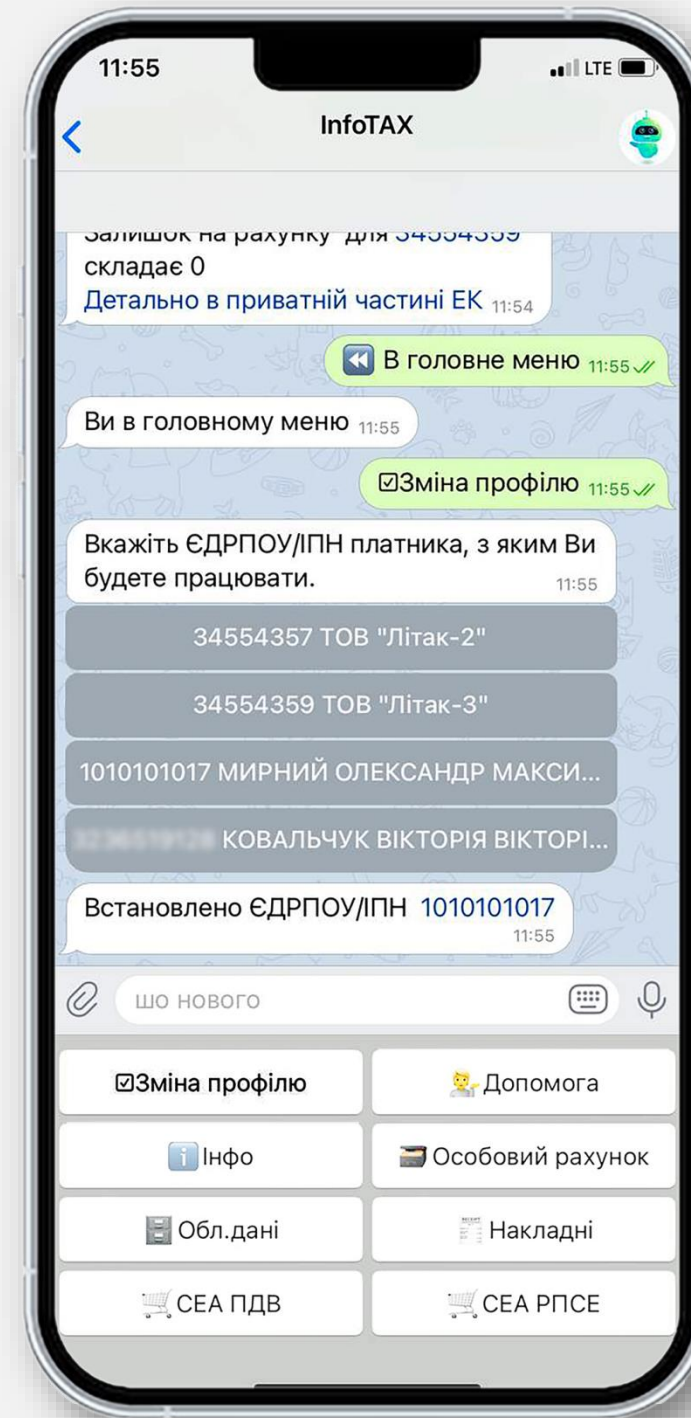 11:55
LTE
InfoTAX
Залишок на рахунку для 34554359
складає 0
Детально в приватній частині ЕК 11:54
В головне меню 11:55
Ви в головному меню 11:55
☑Зміна профілю 11:55
Вкажіть ЄДРПОУ/ІПН платника, з яким Ви
будете працювати. 11:55
34554357 ТОВ "Літак-2"
34554359 ТОВ "Літак-3"
1010101017 МИРНИЙ ОЛЕКСАНДР МАКСИ...
КОВАЛЬЧУК ВІКТОРІЯ ВІКТОРІ...
Встановлено ЄДРПОУ/ІПН 1010101017
11:55
шо нового
☑Зміна профілю
Допомога
Інфо
Особовий рахунок
Обл.дані
Накладні
СЕА ПДВ
СЕА РПСЕ